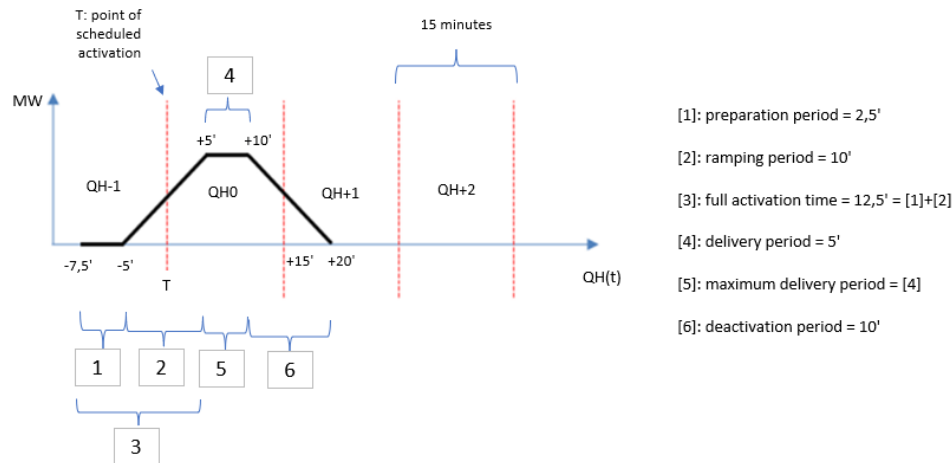 T: point of
scheduled
activation
15 minutes
4
MW
+5'
+10'
QH-1
QH0
QH+1
QH+2
-7,5'
-5'
T
+15'
+20'
QH(t)
1
2
5
6
3
[1]: preparation period = 2,5'
[2]: ramping period = 10'
[3]: full activation time = 12,5' = [1]+[2]
[4]: delivery period = 5'
[5]: maximum delivery period = [4]
[6]: deactivation period = 10'